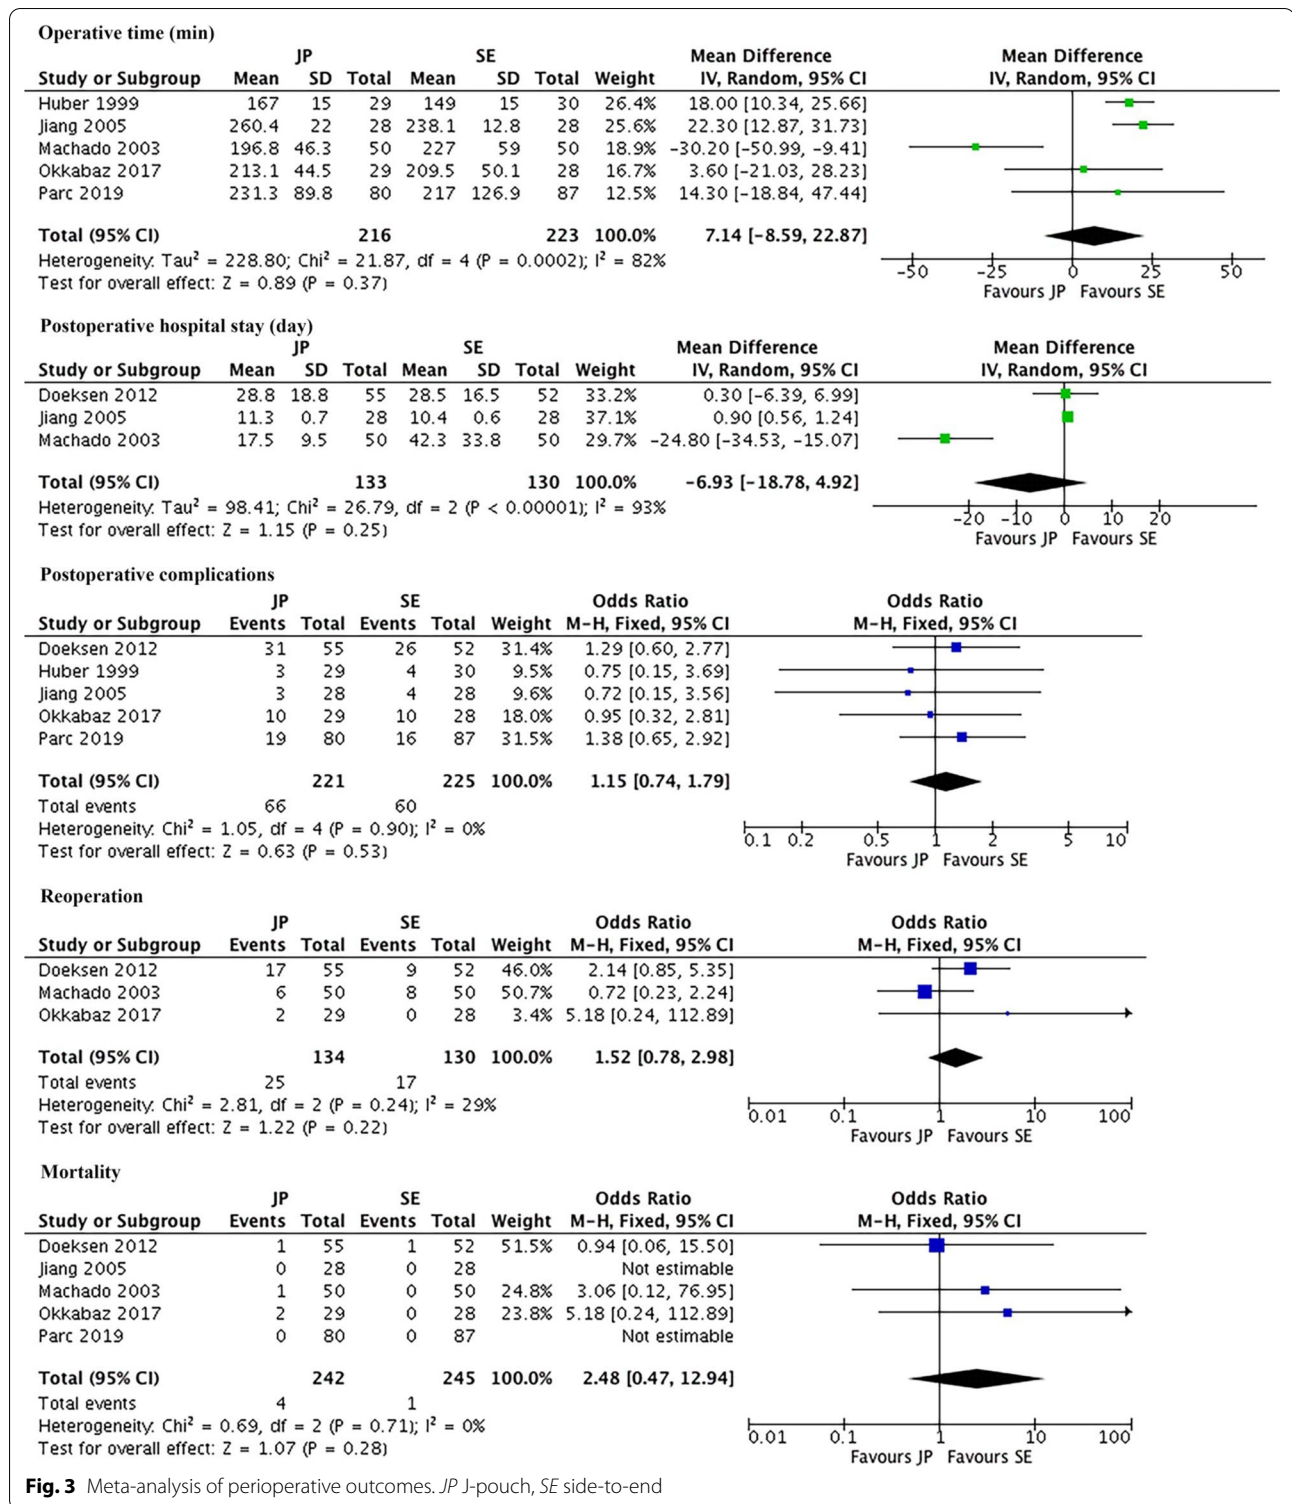 Operative time (min)
JP SE Mean Difference Mean Difference
Study or Subgroup Mean SD Total Mean SD Total Weight IV, Random, 95% CI IV, Random, 95% CI
Huber 1999 167 15 29 149 15 30 26.4% 18.00 [10.34, 25.66]
Jiang 2005 260.4 22 28 238.1 12.8 28 25.6% 22.30 [12.87, 31.73]
Machado 2003 196.8 46.3 50 227 59 50 18.9% -30.20 [-50.99, -9.41]
Okkabaz 2017 213.1 44.5 29 209.5 50.1 28 16.7% 3.60 [-21.03, 28.23]
Parc 2019 231.3 89.8 80 217 126.9 87 12.5% 14.30 [-18.84, 47.44]
Total (95% CI) 216 223 100.0% 7.14 [-8.59, 22.87]
Heterogeneity: Tau² = 228.80; Chi² = 21.87, df = 4 (P = 0.0002); I² = 82%
Test for overall effect: Z = 0.89 (P = 0.37)
-50 -25 0 25 50
Favours JP Favours SE
Postoperative hospital stay (day)
JP SE Mean Difference Mean Difference
Study or Subgroup Mean SD Total Mean SD Total Weight IV, Random, 95% CI IV, Random, 95% CI
Doeksen 2012 28.8 18.8 55 28.5 16.5 52 33.2% 0.30 [-6.39, 6.99]
Jiang 2005 11.3 0.7 28 10.4 0.6 28 37.1% 0.90 [0.56, 1.24]
Machado 2003 17.5 9.5 50 42.3 33.8 50 29.7% -24.80 [-34.53, -15.07]
Total (95% CI) 133 130 100.0% -6.93 [-18.78, 4.92]
Heterogeneity: Tau² = 98.41; Chi² = 26.79, df = 2 (P < 0.00001); I² = 93%
Test for overall effect: Z = 1.15 (P = 0.25)
-20 -10 0 10 20
Favours JP Favours SE
Postoperative complications
JP SE Odds Ratio Odds Ratio
Study or Subgroup Events Total Events Total Weight M-H, Fixed, 95% CI M-H, Fixed, 95% CI
Doeksen 2012 31 55 26 52 31.4% 1.29 [0.60, 2.77]
Huber 1999 3 29 4 30 9.5% 0.75 [0.15, 3.69]
Jiang 2005 3 28 4 28 9.6% 0.72 [0.15, 3.56]
Okkabaz 2017 10 29 10 28 18.0% 0.95 [0.32, 2.81]
Parc 2019 19 80 16 87 31.5% 1.38 [0.65, 2.92]
Total (95% CI) 221 225 100.0% 1.15 [0.74, 1.79]
Total events 66 60
Heterogeneity: Chi² = 1.05, df = 4 (P = 0.90); I² = 0%
Test for overall effect: Z = 0.63 (P = 0.53)
0.1 0.2 0.5 1 2 5 10
Favours JP Favours SE
Reoperation
JP SE Odds Ratio Odds Ratio
Study or Subgroup Events Total Events Total Weight M-H, Fixed, 95% CI M-H, Fixed, 95% CI
Doeksen 2012 17 55 9 52 46.0% 2.14 [0.85, 5.35]
Machado 2003 6 50 8 50 50.7% 0.72 [0.23, 2.24]
Okkabaz 2017 2 29 0 28 3.4% 5.18 [0.24, 112.89]
Total (95% CI) 134 130 100.0% 1.52 [0.78, 2.98]
Total events 25 17
Heterogeneity: Chi² = 2.81, df = 2 (P = 0.24); I² = 29%
Test for overall effect: Z = 1.22 (P = 0.22)
0.01 0.1 1 10 100
Favours JP Favours SE
Mortality
JP SE Odds Ratio Odds Ratio
Study or Subgroup Events Total Events Total Weight M-H, Fixed, 95% CI M-H, Fixed, 95% CI
Doeksen 2012 1 55 1 52 51.5% 0.94 [0.06, 15.50]
Jiang 2005 0 28 0 28 Not estimable
Machado 2003 1 50 0 50 24.8% 3.06 [0.12, 76.95]
Okkabaz 2017 2 29 0 28 23.8% 5.18 [0.24, 112.89]
Parc 2019 0 80 0 87 Not estimable
Total (95% CI) 242 245 100.0% 2.48 [0.47, 12.94]
Total events 4 1
Heterogeneity: Chi² = 0.69, df = 2 (P = 0.71); I² = 0%
Test for overall effect: Z = 1.07 (P = 0.28)
0.01 0.1 1 10 100
Favours JP Favours SE
Fig. 3 Meta-analysis of perioperative outcomes. JP J-pouch, SE side-to-end